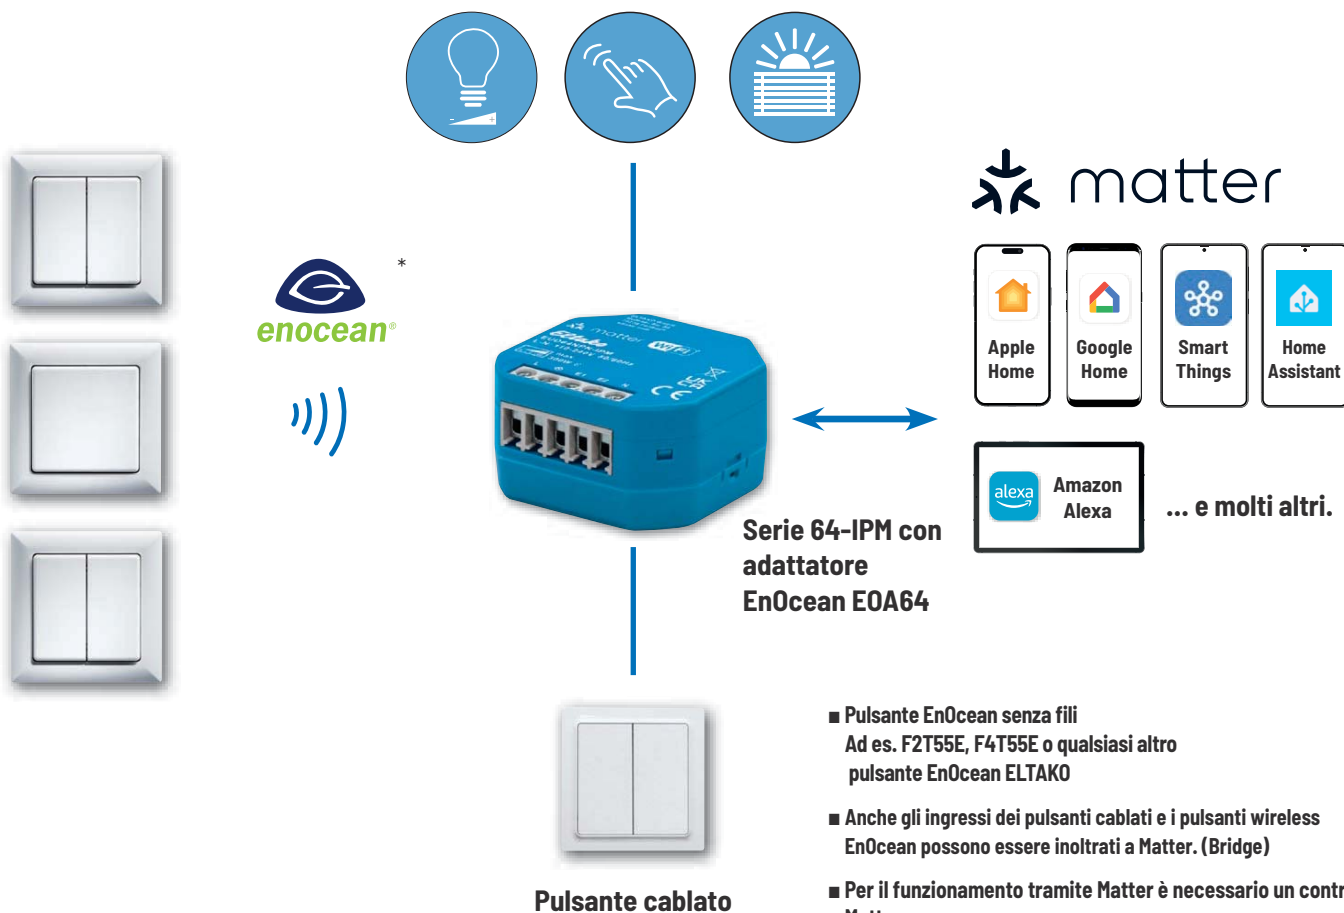 matter
*
enocean®
Apple
Home
Google
Home
Smart
Things
Home
Assistant
matter
WiFi
Eltako
alexa
Amazon
Alexa
... e molti altri.
Serie 64-IPM con
adattatore
EnOcean EOA64
■ Pulsante EnOcean senza fili
Ad es. F2T55E, F4T55E o qualsiasi altro
pulsante EnOcean ELTAKO
■ Anche gli ingressi dei pulsanti cablati e i pulsanti wireless
EnOcean possono essere inoltrati a Matter. (Bridge)
■ Per il funzionamento tramite Matter è necessario un contr
Pulsante cablato